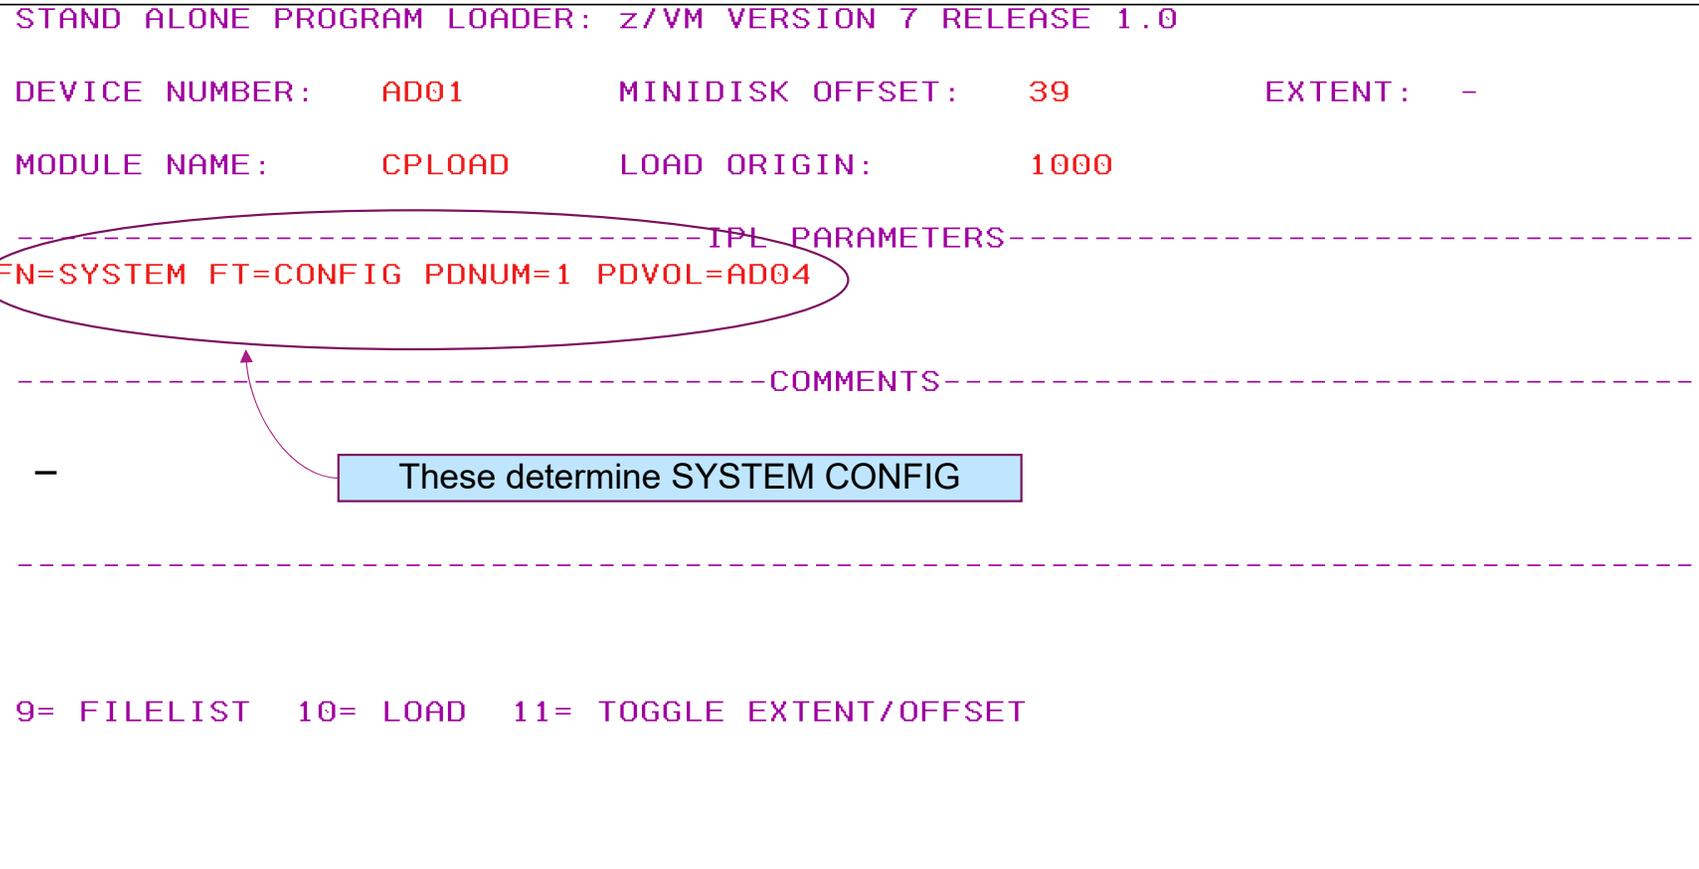 STAND ALONE PROGRAM LOADER: z/VM VERSION 7 RELEASE 1.0
DEVICE NUMBER: AD01 MINIDISK OFFSET: 39 EXTENT: -
MODULE NAME: CPLOAD LOAD ORIGIN: 1000
--------------------------------IPL PARAMETERS--------------------------------
FN=SYSTEM FT=CONFIG PDNUM=1 PDVOL=AD04
-----------------------------------COMMENTS-----------------------------------
–
These determine SYSTEM CONFIG
------------------------------------------------------------------------------
9= FILELIST 10= LOAD 11= TOGGLE EXTENT/OFFSET